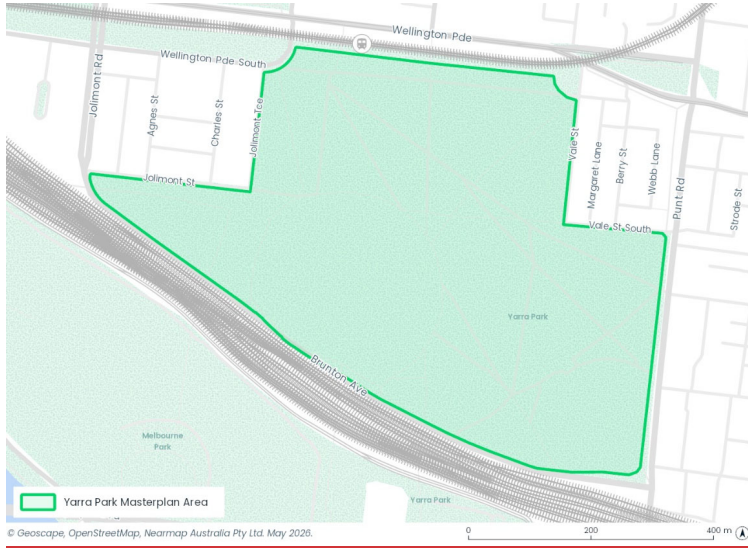 Wellington Pde
Wellington Pde South
Jolimont Rd
Agnes St
Charles St
Jolimont Tce
Jolimont St
Vale St
Margaret Lane
Berry St
Webb Lane
Punt Rd
Strode St
Vale St South
Yarra Park
Brunton Ave
Melbourne
Park
Yarra Park
Yarra Park Masterplan Area
© Geoscape, OpenStreetMap, Nearmap Australia Pty Ltd. May 2026.
0 200 400 m